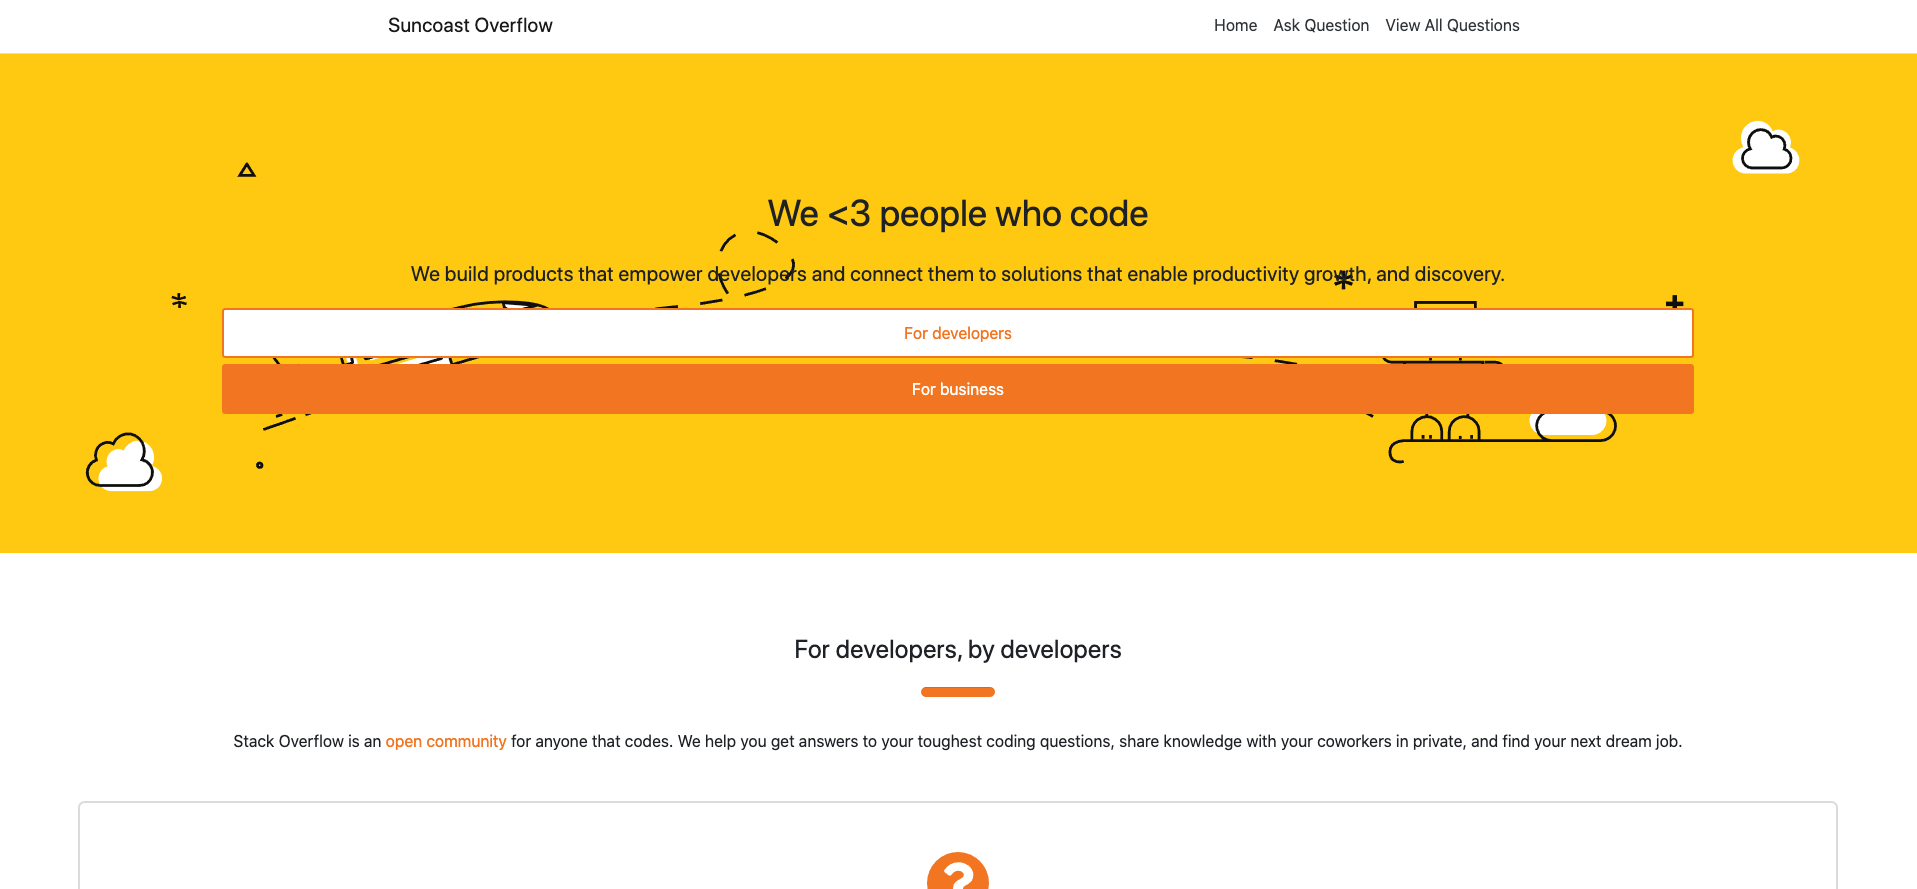 Suncoast Overflow
Home Ask Question View All Questions
We <3 people who code
We build products that empower developers and connect them to solutions that enable productivity growth, and discovery.
For developers
For business
For developers, by developers
Stack Overflow is an open community for anyone that codes. We help you get answers to your toughest coding questions, share knowledge with your coworkers in private, and find your next dream job.
?